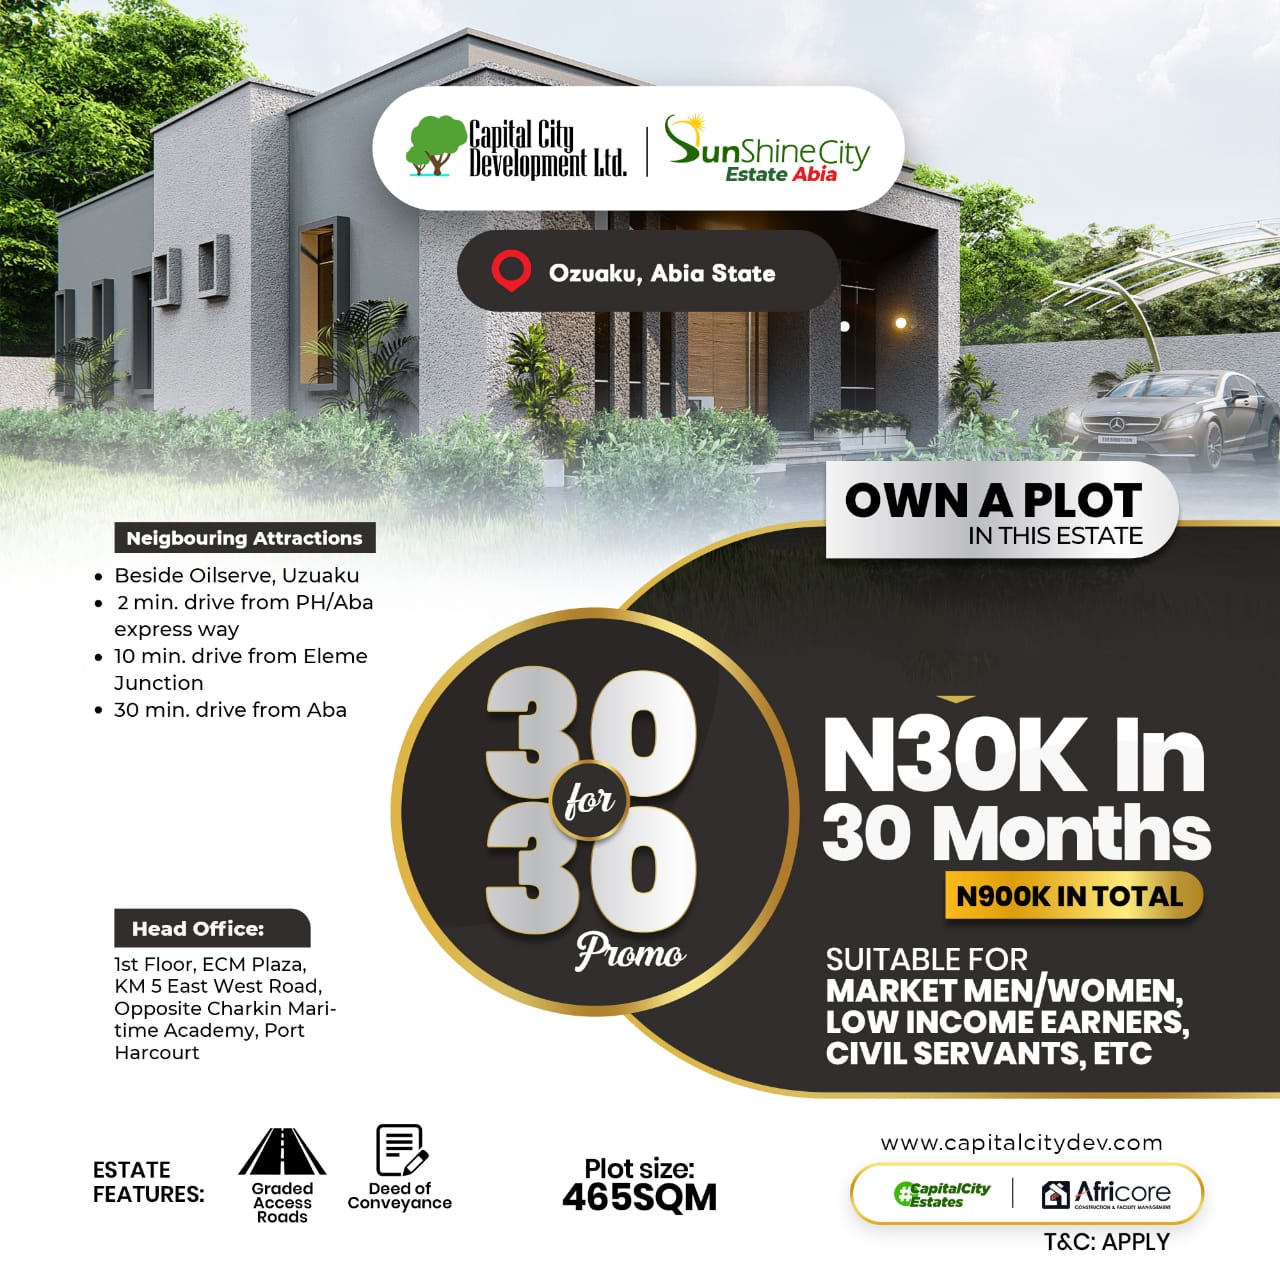 Capital City
Development Ltd.
SunShineCity
Estate Abia
Ozuaku, Abia State
OWN A PLOT
IN THIS ESTATE
Neigbouring Attractions
• Beside Oilserve, Uzuaku
• 2 min. drive from PH/Aba
express way
• 10 min. drive from Eleme
Junction
• 30 min. drive from Aba
30
for
30
Promo
N30K In
30 Months
N900K IN TOTAL
SUITABLE FOR
MARKET MEN/WOMEN,
LOW INCOME EARNERS,
CIVIL SERVANTS, ETC
Head Office:
1st Floor, ECM Plaza,
KM 5 East West Road,
Opposite Charkin Mari-
time Academy, Port
Harcourt
ESTATE
FEATURES:
Graded
Access
Roads
Deed of
Conveyance
Plot size:
465SQM
www.capitalcitydev.com
#CapitalCity
Estates
Africore
CONSTRUCTION & FACILITY MANAGEMENT
T&C: APPLY